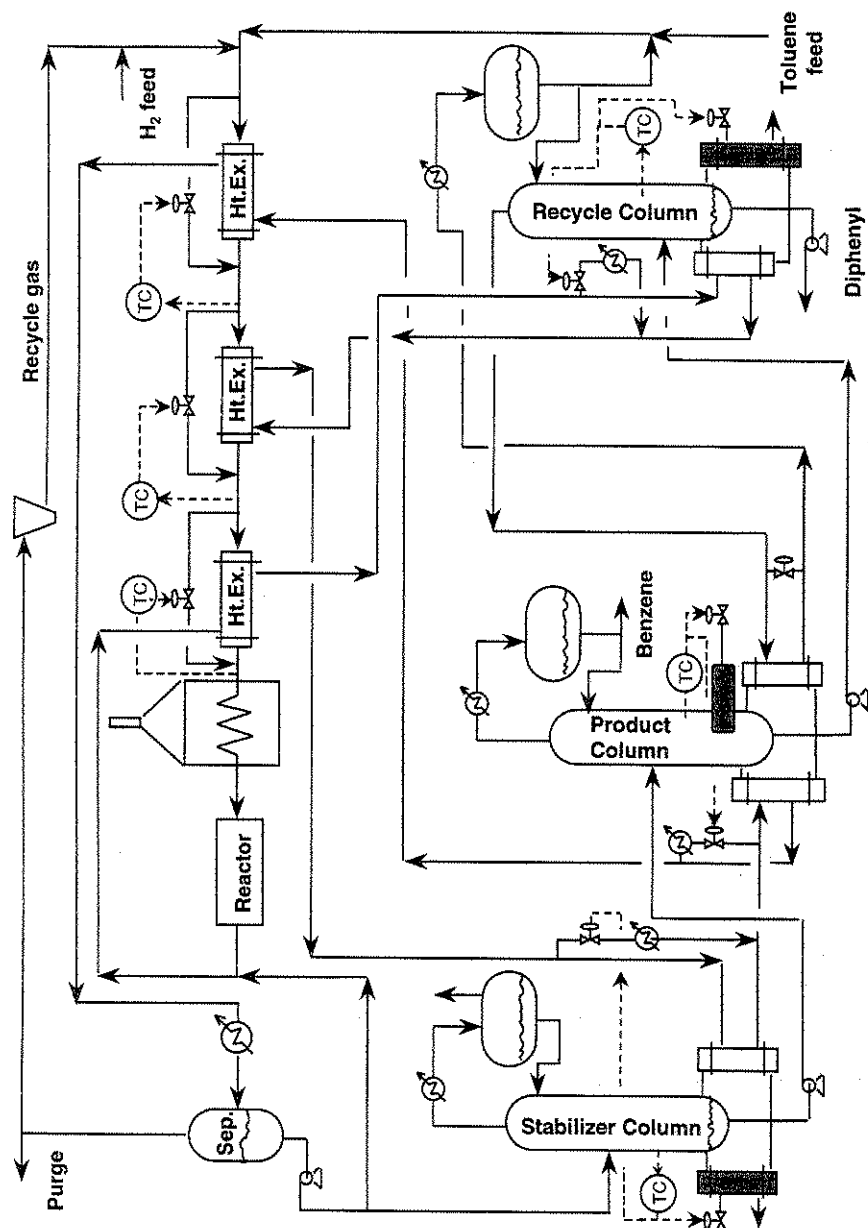 Recycle gas
H₂ feed
Toluene
feed
Purge
Sep.
Reactor
Ht.Ex.
Ht.Ex.
Ht.Ex.
TC
TC
TC
Stabilizer Column
TC
Product
Column
TC
Benzene
Recycle Column
TC
Diphenyl